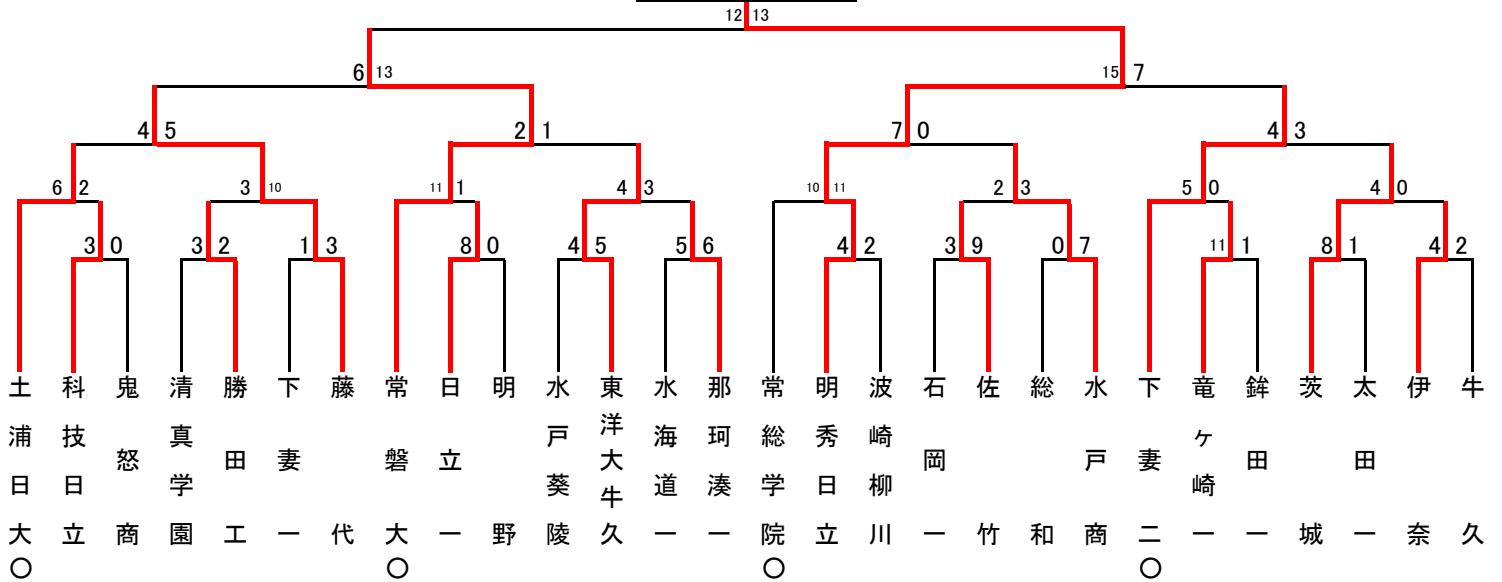 12 13
6 13 15 7
4 5 2 1 7 0 4 3
6 2 3 10 11 1 4 3 10 11 2 3 5 0 4 0
3 0 3 2 1 3 8 0 4 5 5 6 4 2 3 9 0 7 11 1 8 1 4 2
土浦日大○
科技日立
鬼怒商
清真学園
勝田工
下妻一
藤代
常磐大○
日立一
明野
水戸葵陵
東洋大牛久
水海道一
那珂湊一
常総学院○
明秀日立
波崎柳川
石岡一
佐竹
総和
水戸商
下妻二○
竜ヶ崎一
鉾田一
茨城
太田一
伊奈
牛久